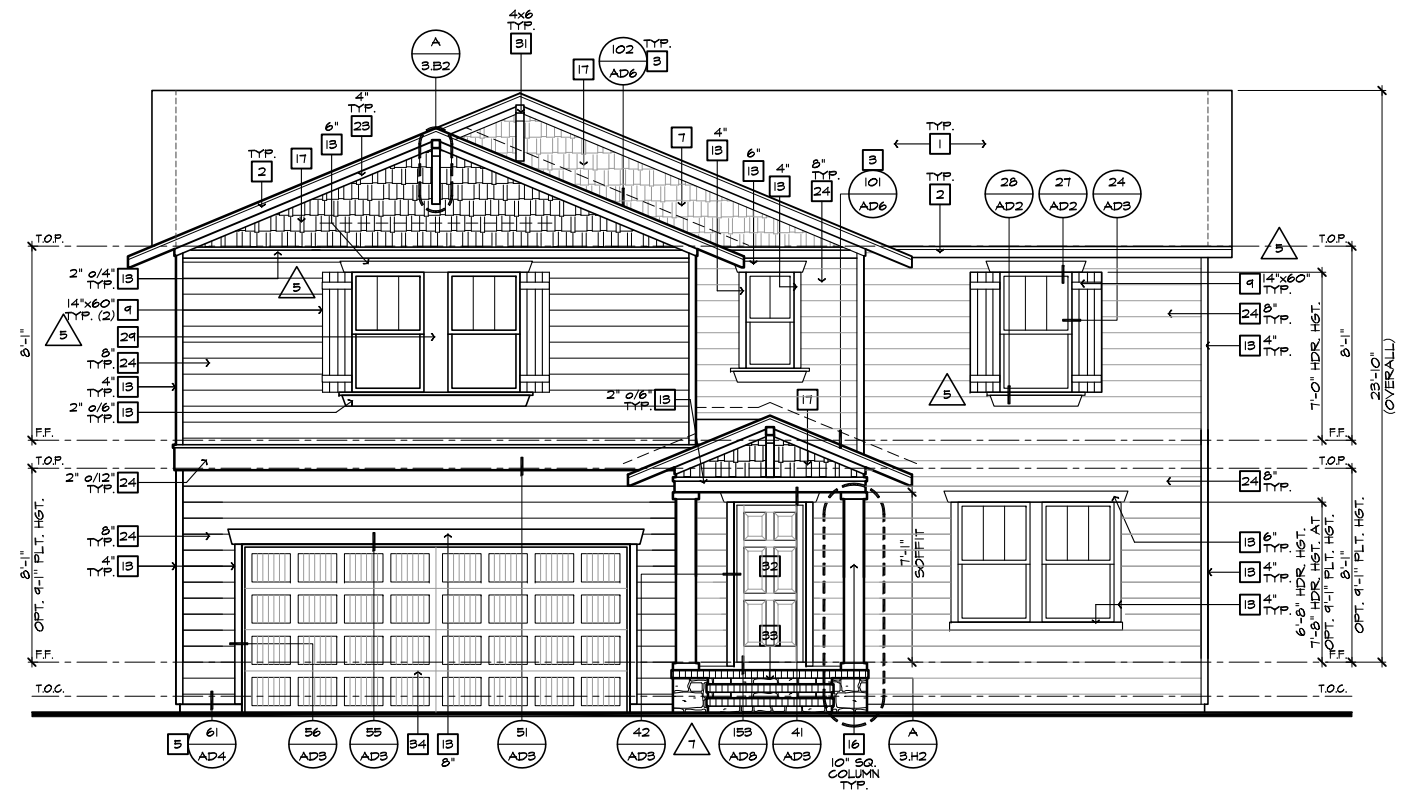 4x6
TYP.
31
A
3.B2
102
AD6
TYP.
3
17
4"
TYP.
23
6"
13
17
TYP.
2
7
4"
13
6"
13
4"
13
8"
TYP.
24
3
101
AD6
TYP.
1
TYP.
2
28
AD2
27
AD2
24
AD3
T.O.P.
T.O.P.
5
2" o/4"
TYP.
13
5
14"x60"
TYP. (2)
9
5
29
8"
TYP.
24
4"
TYP.
13
2" o/6"
TYP.
13
8'-1"
9
14"x60"
TYP.
24
8"
TYP.
13
4"
TYP.
7'-0" HDR. HGT.
8'-1"
23'-10"
(OVERALL)
5
2" o/6"
TYP.
13
17
F.F.
F.F.
T.O.P.
T.O.P.
2" o/12"
TYP.
24
24
8"
TYP.
8"
TYP.
24
4"
TYP.
13
8'-1"
OPT. 9'-1" PLT. HGT.
13
6"
TYP.
13
4"
TYP.
13
4"
TYP.
7'-1"
SOFFIT
32
33
6'-8" HDR. HGT.
7'-8" HDR. HGT. AT
OPT. 9'-1" PLT. HGT.
8'-1"
OPT. 9'-1" PLT. HGT.
F.F.
F.F.
T.O.C.
T.O.C.
5
61
AD4
56
AD3
55
AD3
34
13
8"
51
AD3
42
AD3
7
153
AD8
41
AD3
16
10" SQ.
COLUMN
TYP.
A
3.H2